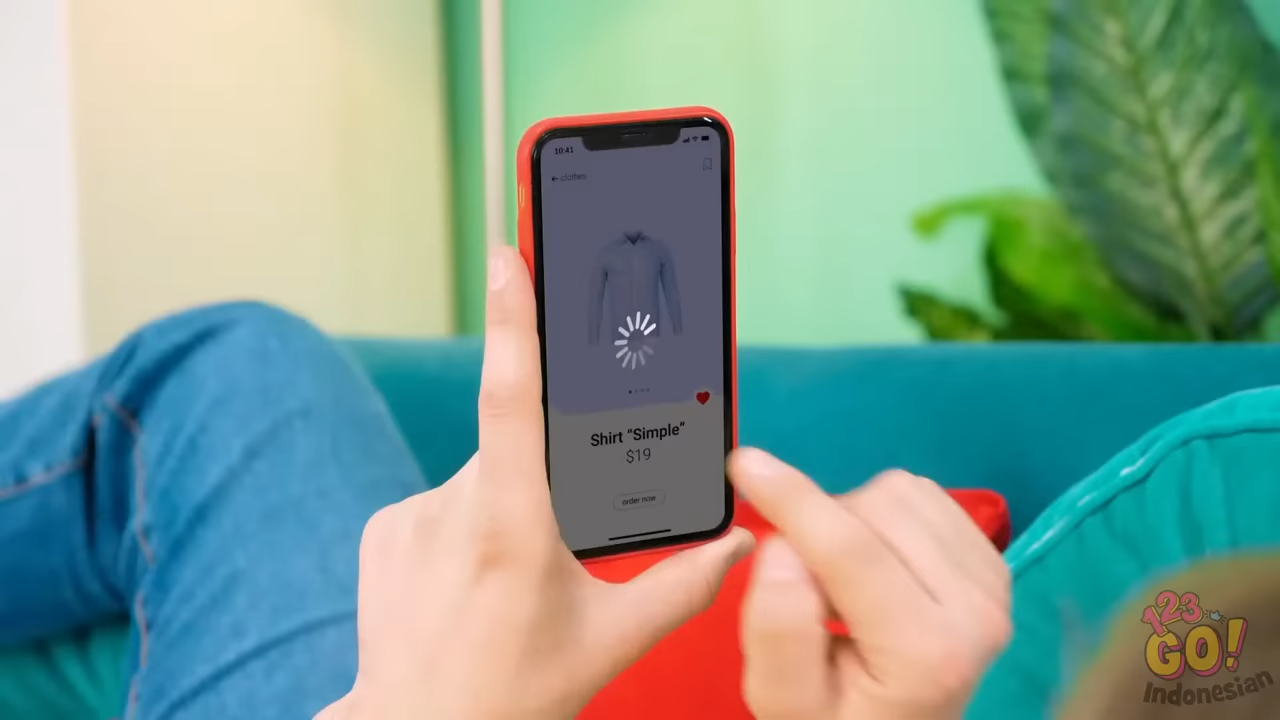 10:41
← clothes
Shirt “Simple”
$19
order now
123
GO!
Indonesian